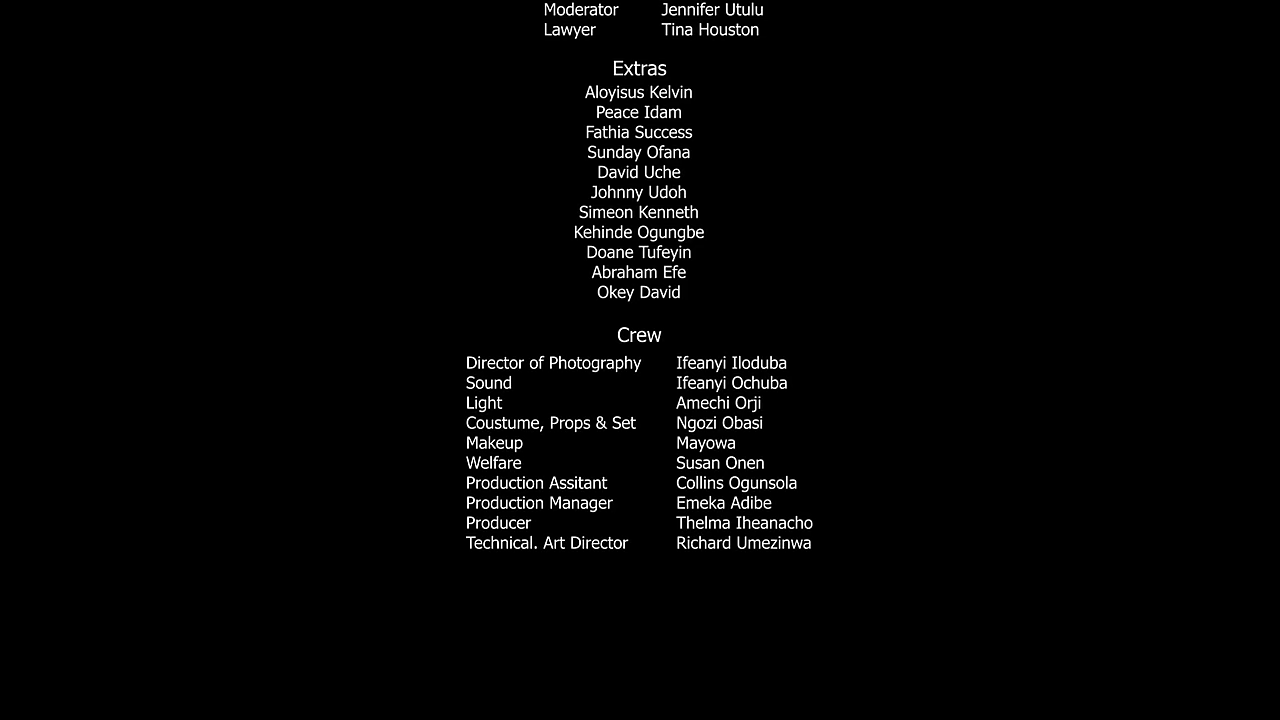 Moderator Jennifer Utulu
Lawyer Tina Houston
Extras
Aloyisus Kelvin
Peace Idam
Fathia Success
Sunday Ofana
David Uche
Johnny Udoh
Simeon Kenneth
Kehinde Ogungbe
Doane Tufeyin
Abraham Efe
Okey David
Crew
Director of Photography Ifeanyi Iloduba
Sound Ifeanyi Ochuba
Light Amechi Orji
Coustume, Props & Set Ngozi Obasi
Makeup Mayowa
Welfare Susan Onen
Production Assitant Collins Ogunsola
Production Manager Emeka Adibe
Producer Thelma Iheanacho
Technical. Art Director Richard Umezinwa